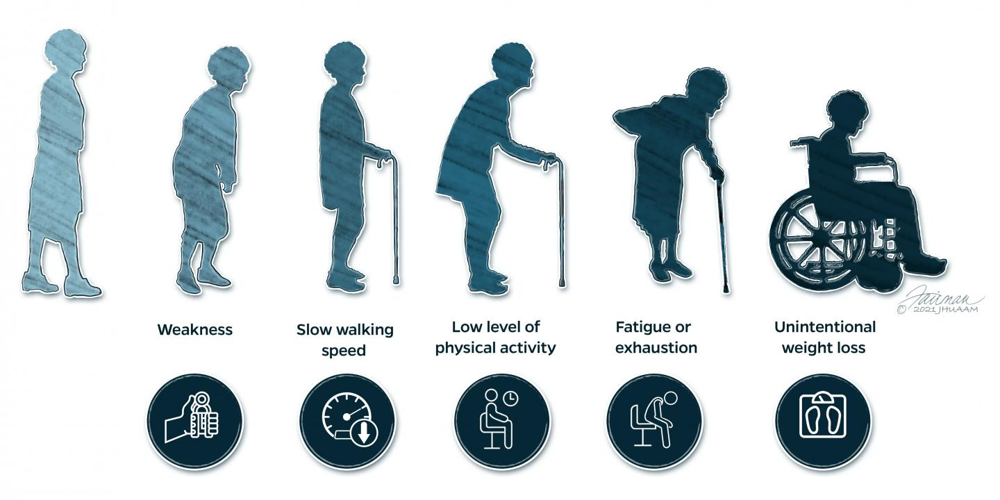 Weakness
Slow walking
speed
Low level of
physical activity
Fatigue or
exhaustion
Unintentional
weight loss
© 2021 JHUAAM